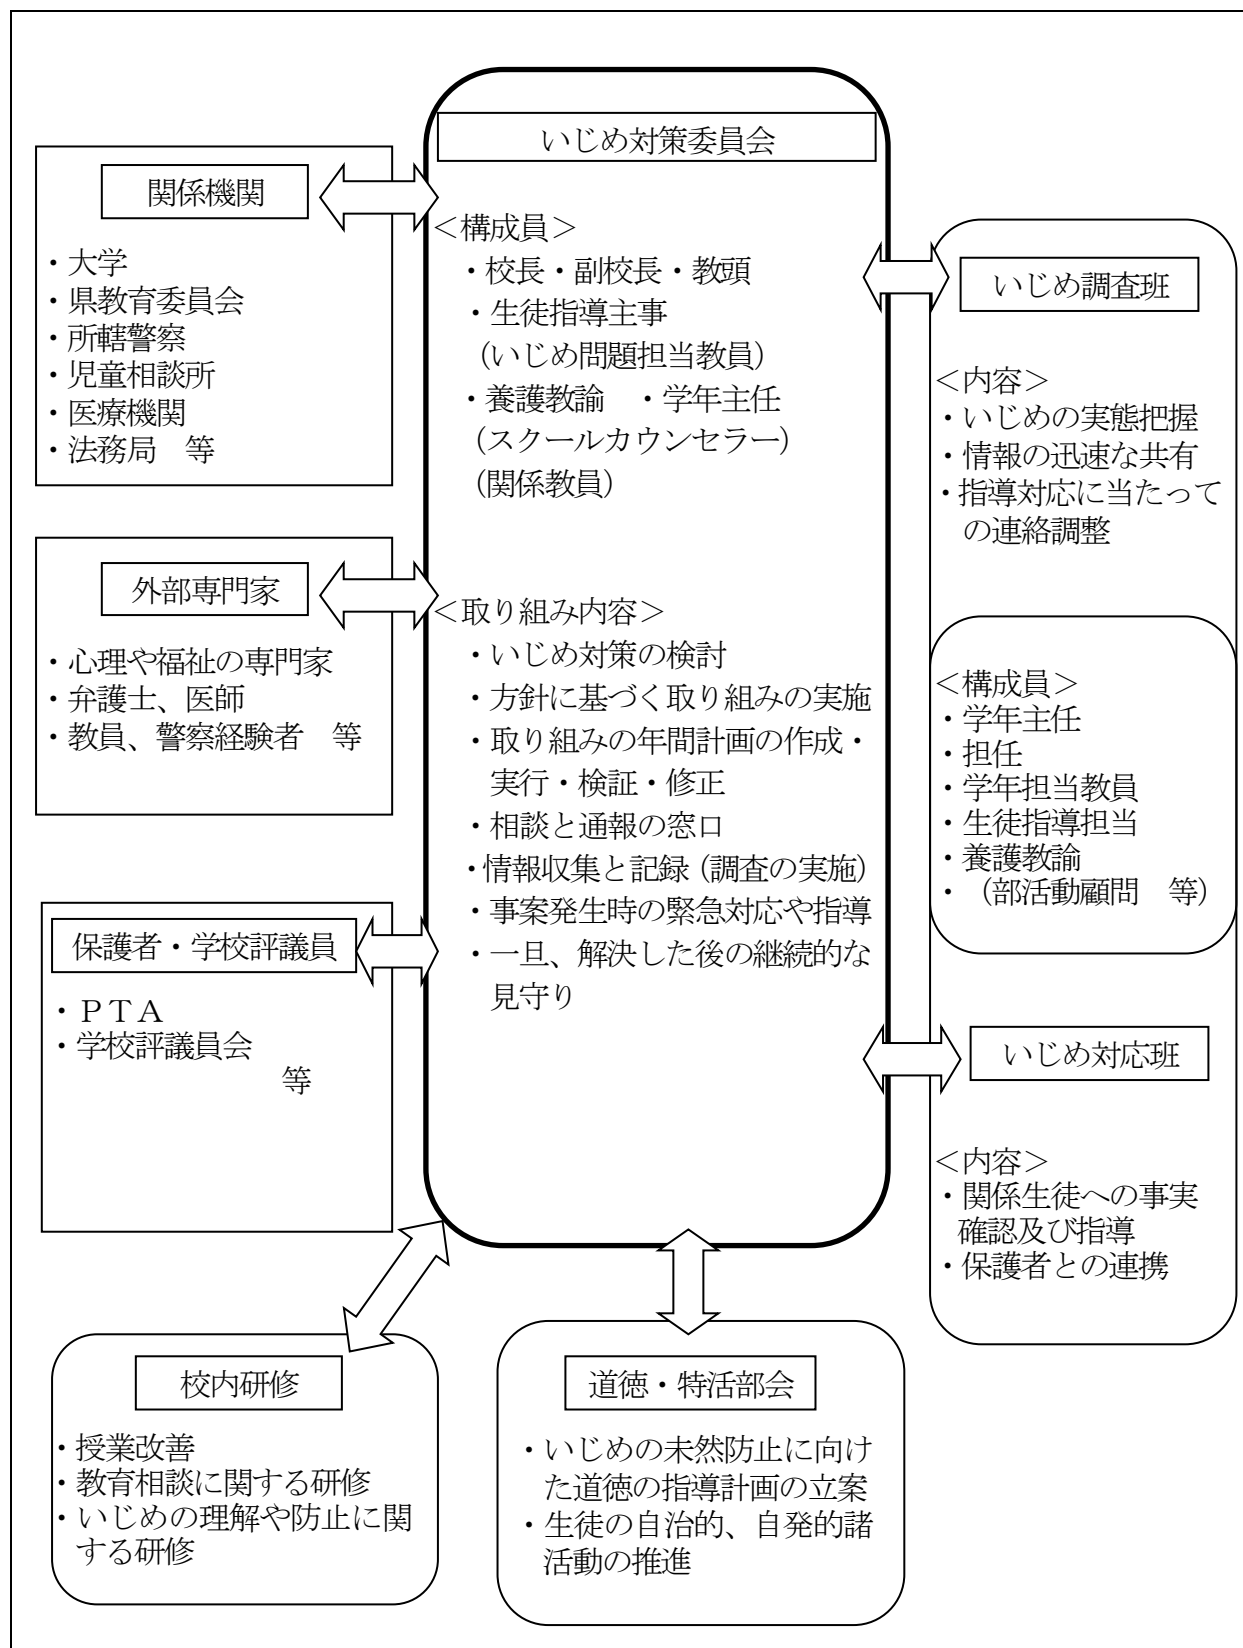 いじめ対策委員会
＜構成員＞
・校長・副校長・教頭
・生徒指導主事
（いじめ問題担当教員）
・養護教諭　・学年主任
（スクールカウンセラー）
（関係教員）
＜取り組み内容＞
・いじめ対策の検討
・方針に基づく取り組みの実施
・取り組みの年間計画の作成・
実行・検証・修正
・相談と通報の窓口
・情報収集と記録（調査の実施）
・事案発生時の緊急対応や指導
・一旦、解決した後の継続的な
見守り
関係機関
・大学
・県教育委員会
・所轄警察
・児童相談所
・医療機関
・法務局　等
外部専門家
・心理や福祉の専門家
・弁護士、医師
・教員、警察経験者　等
保護者・学校評議員
・ＰＴＡ
・学校評議員会
等
いじめ調査班
＜内容＞
・いじめの実態把握
・情報の迅速な共有
・指導対応に当たって
の連絡調整
＜構成員＞
・学年主任
・担任
・学年担当教員
・生徒指導担当
・養護教諭
・（部活動顧問　等）
いじめ対応班
＜内容＞
・関係生徒への事実
確認及び指導
・保護者との連携
校内研修
・授業改善
・教育相談に関する研修
・いじめの理解や防止に関
する研修
道徳・特活部会
・いじめの未然防止に向け
た道徳の指導計画の立案
・生徒の自治的、自発的諸
活動の推進